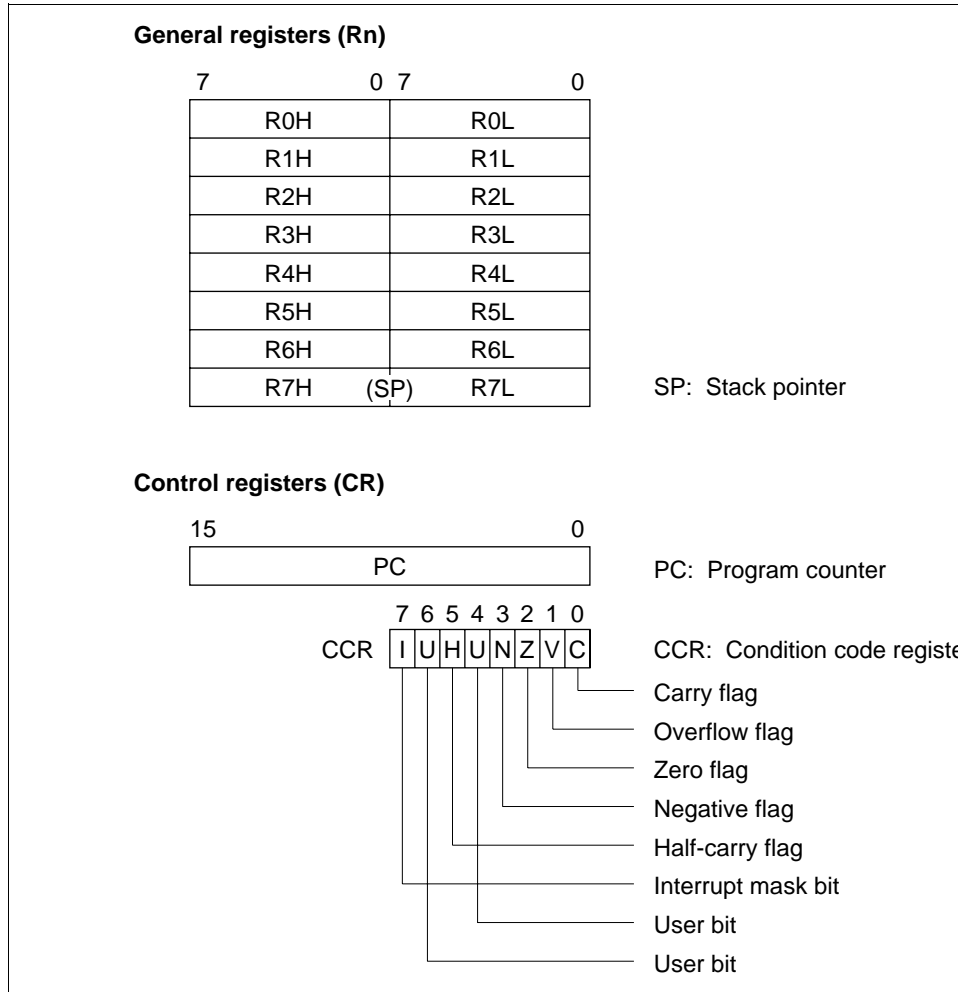 General registers (Rn)
7 0 7 0
R0H R0L
R1H R1L
R2H R2L
R3H R3L
R4H R4L
R5H R5L
R6H R6L
R7H (SP) R7L SP: Stack pointer
Control registers (CR)
15 0
PC PC: Program counter
7 6 5 4 3 2 1 0
CCR I U H U N Z V C CCR: Condition code registe
Carry flag
Overflow flag
Zero flag
Negative flag
Half-carry flag
Interrupt mask bit
User bit
User bit